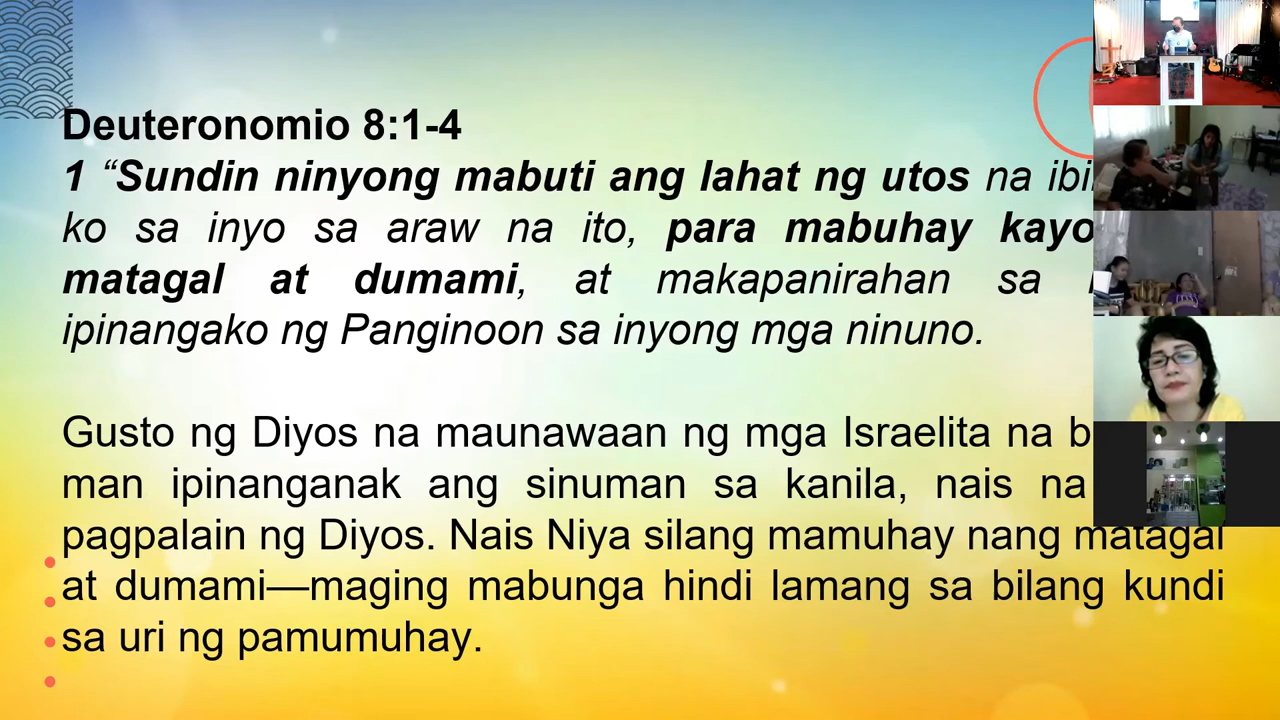 Deuteronomio 8:1-4
1 “Sundin ninyong mabuti ang lahat ng utos na
ko sa inyo sa araw na ito, para mabuhay kayo
matagal at dumami, at makapanirahan sa
ipinangako ng Panginoon sa inyong mga ninuno.
Gusto ng Diyos na maunawaan ng mga Israelita na
man ipinanganak ang sinuman sa kanila, nais na
pagpalain ng Diyos. Nais Niya silang mamuhay nang matagal
at dumami—maging mabunga hindi lamang sa bilang kundi
sa uri ng pamumuhay.